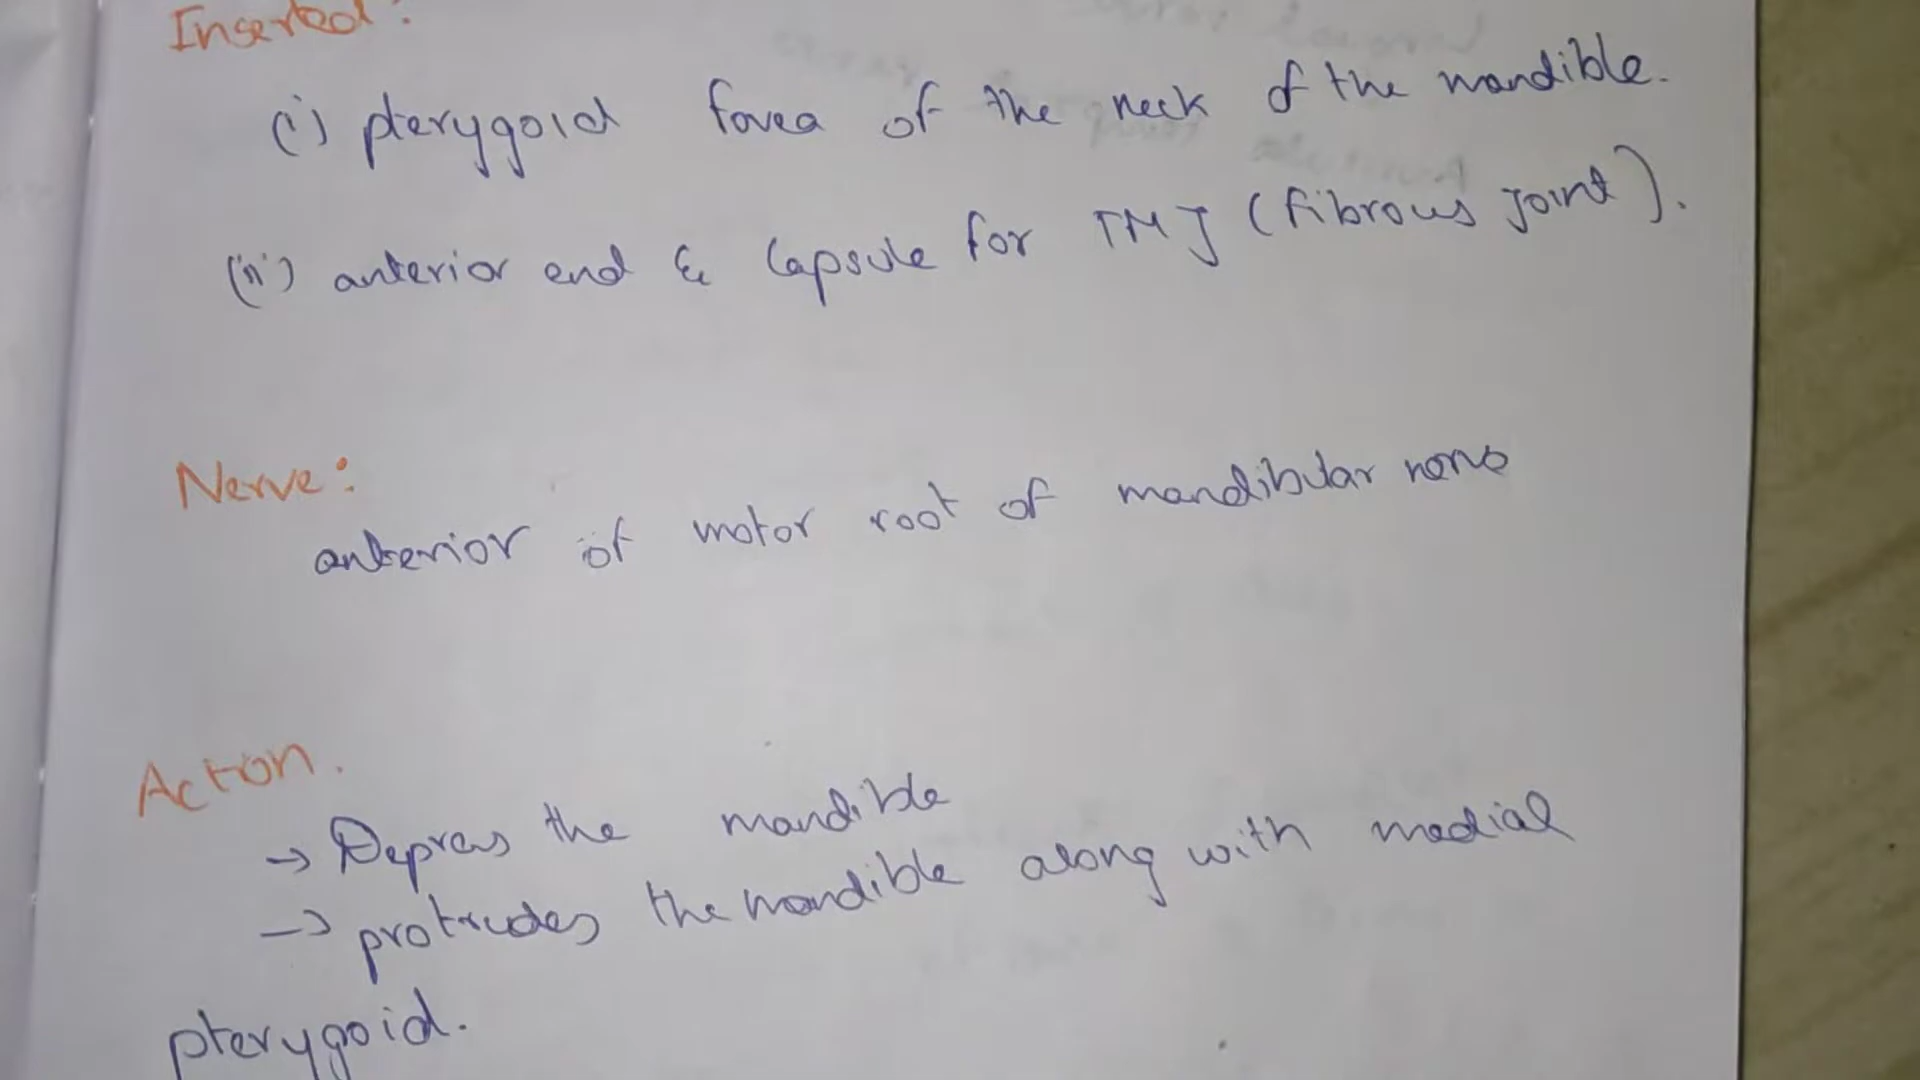 Inserted :
(i) pterygoid fovea of the neck of the mandible.
(ii) anterior end & Capsule for TMJ (fibrous joint).
Nerve :
anterior of motor root of mandibular nerve
Action.
→ Depress the mandible
→ protrudes the mandible along with medial
pterygoid.